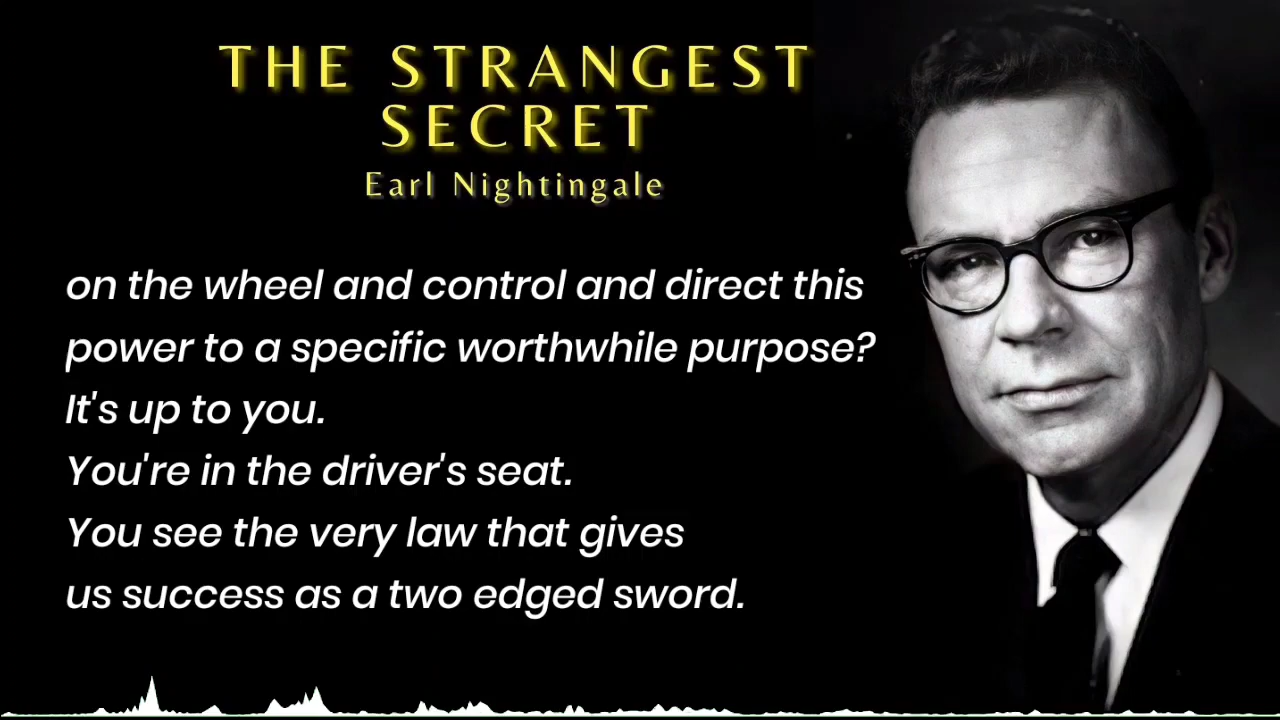 THE STRANGEST
SECRET
Earl Nightingale
on the wheel and control and direct this
power to a specific worthwhile purpose?
It's up to you.
You're in the driver's seat.
You see the very law that gives
us success as a two edged sword.